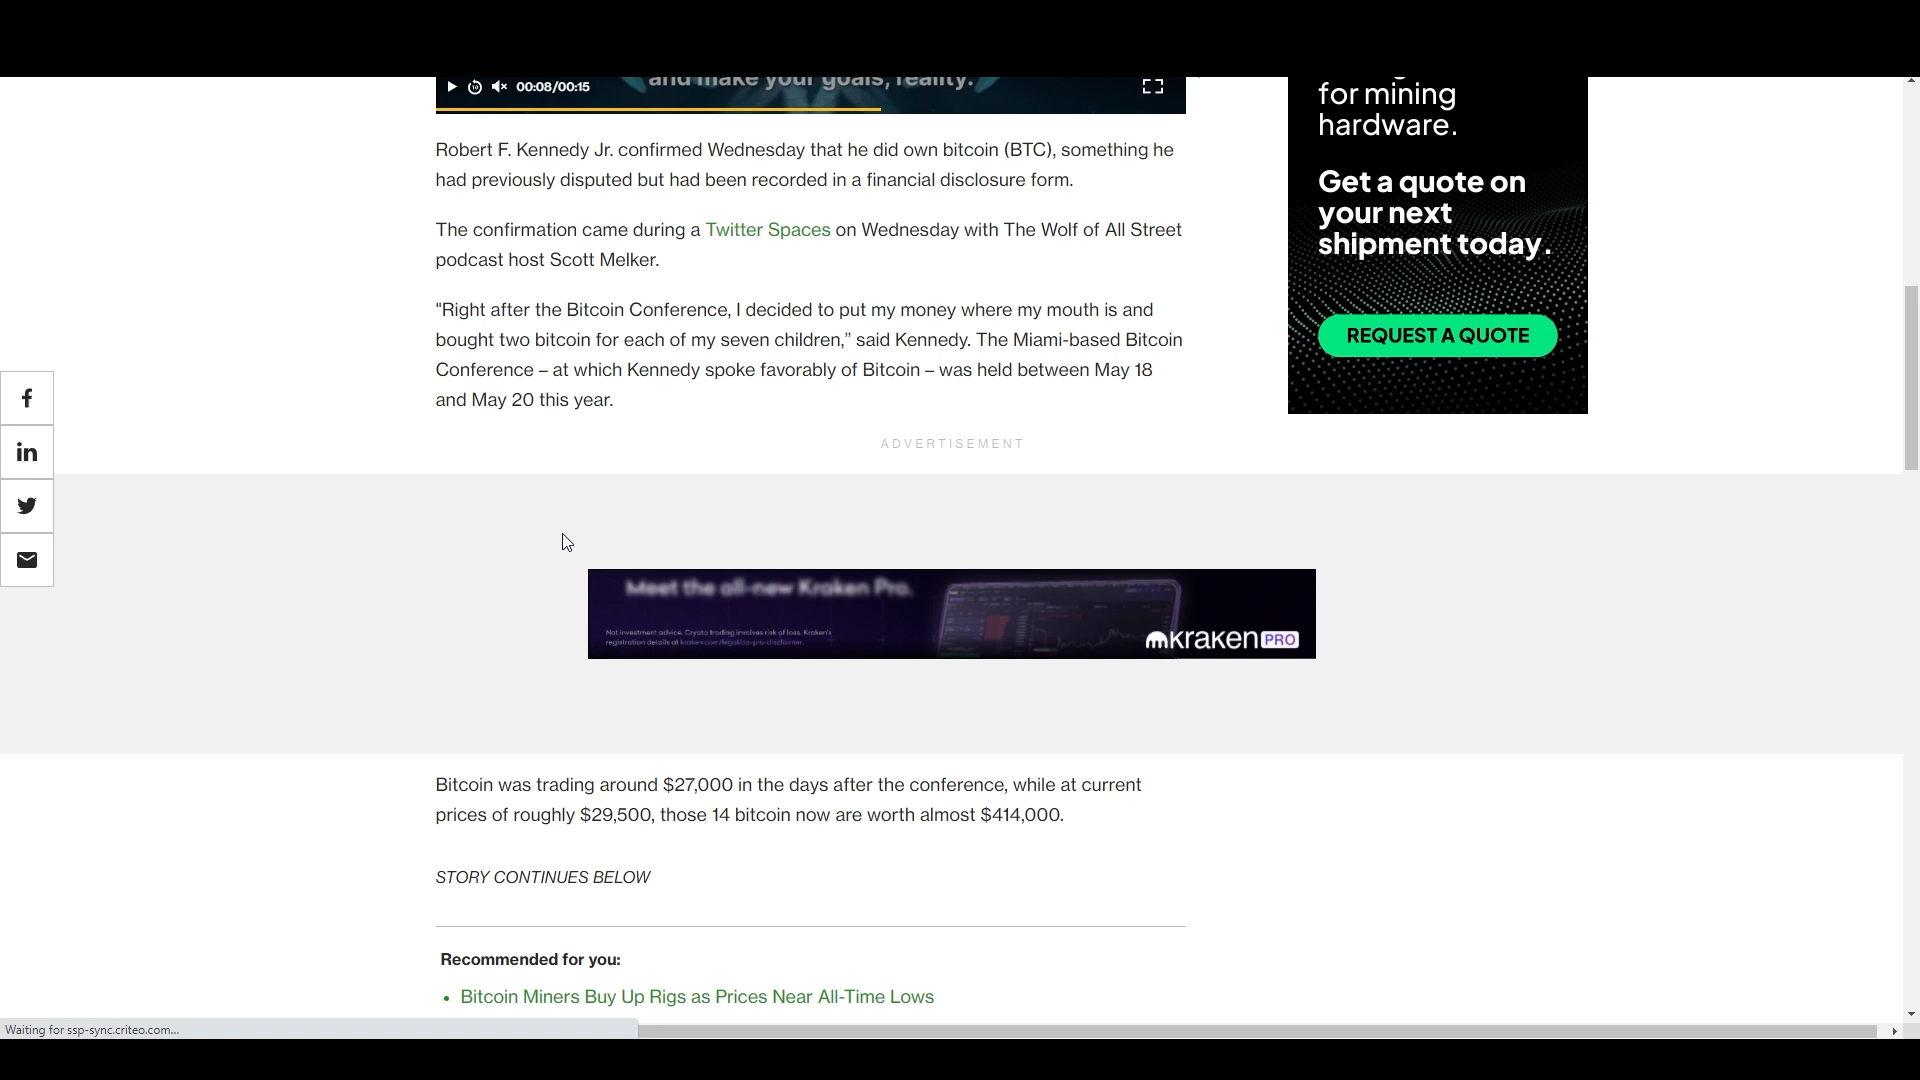 and make your goals, reality.
00:08/00:15
for mining
hardware.
Get a quote on
your next
shipment today.
REQUEST A QUOTE
Robert F. Kennedy Jr. confirmed Wednesday that he did own bitcoin (BTC), something he
had previously disputed but had been recorded in a financial disclosure form.
The confirmation came during a Twitter Spaces on Wednesday with The Wolf of All Street
podcast host Scott Melker.
"Right after the Bitcoin Conference, I decided to put my money where my mouth is and
bought two bitcoin for each of my seven children,” said Kennedy. The Miami-based Bitcoin
Conference – at which Kennedy spoke favorably of Bitcoin – was held between May 18
and May 20 this year.
ADVERTISEMENT
Meet the all-new Kraken Pro.
Not investment advice. Crypto trading involves risk of loss. Kraken's
registration details at kraken.com/legal/ca-pru-disclaimer.
kraken PRO
Bitcoin was trading around $27,000 in the days after the conference, while at current
prices of roughly $29,500, those 14 bitcoin now are worth almost $414,000.
STORY CONTINUES BELOW
Recommended for you:
• Bitcoin Miners Buy Up Rigs as Prices Near All-Time Lows
Waiting for ssp-sync.criteo.com...